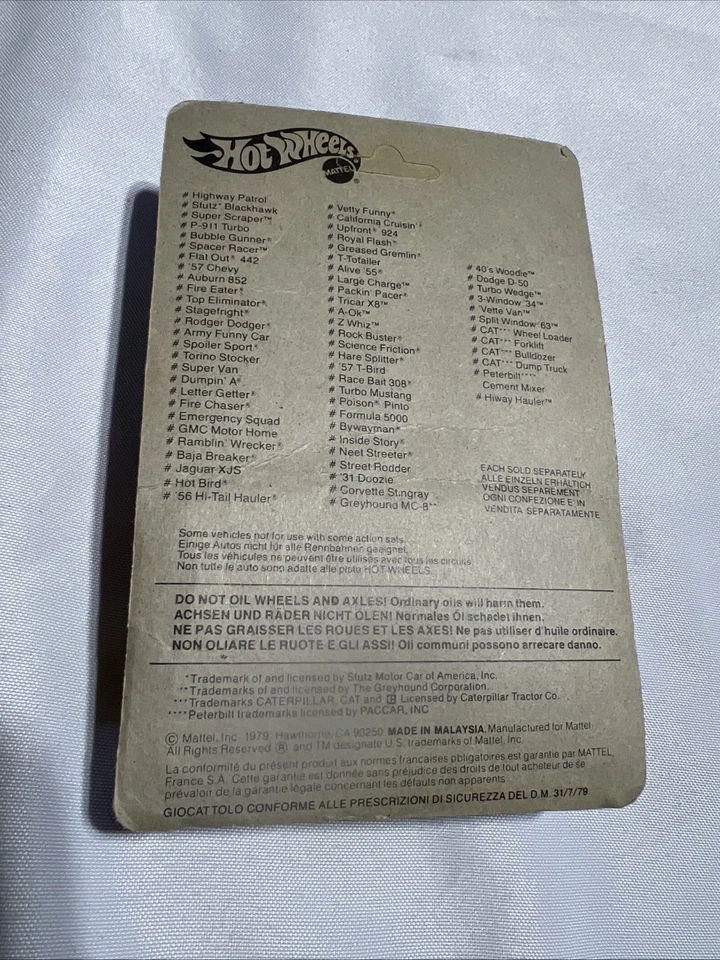 HOT WHEELS®
MATTEL®
# Highway Patrol
# Stutz* Blackhawk
# Super Scraper™
# P-911 Turbo
# Bubble Gunner®
# Spacer Racer™
# Flat Out® 442
# '57 Chevy
# Auburn 852
# Fire Eater®
# Top Eliminator®
# Stagefright®
# Rodger Dodger®
# Army Funny Car
# Spoiler Sport®
# Torino Stocker
# Super Van
# Dumpin' A®
# Letter Getter®
# Fire Chaser®
# Emergency Squad
# GMC Motor Home
# Ramblin' Wrecker®
# Baja Breaker®
# Jaguar XJS
# Hot Bird®
# '56 Hi-Tail Hauler®
# Vetty Funny®
# California Cruisin'®
# Upfront® 924
# Royal Flash®
# Greased Gremlin®
# T-Totaller
# Alive '55®
# Large Charge™
# Packin' Pacer®
# Tricar X8™
# A-Ok™
# Z Whiz™
# Rock Buster®
# Science Friction®
# Hare Splitter®
# '57 T-Bird
# Race Bait 308®
# Turbo Mustang
# Poison® Pinto
# Formula 5000
# Bywayman®
# Inside Story®
# Neet Streeter®
# Street Rodder
# '31 Doozie
# Corvette Stingray
# Greyhound MC-8**
# 40's Woodie™
# Dodge D-50
# Turbo Wedge™
# 3-Window '34™
# 'Vette Van™
# Split Window '63™
# CAT*** Wheel Loader
# CAT*** Forklift
# CAT*** Bulldozer
# CAT*** Dump Truck
# Peterbilt****
Cement Mixer
# Hiway Hauler™
EACH SOLD SEPARATELY
ALLE EINZELN ERHÄLTICH
VENDUS SEPAREMENT
OGNI CONFEZIONE E' IN
VENDITA SEPARATAMENTE
Some vehicles not for use with some action sets.
Einige Autos nicht für alle Rennbahnen geeignet.
Tous les véhicules ne peuvent être utilisés avec tous les circuits
Non tutte le auto sono adatte alle piste HOT WHEELS.
DO NOT OIL WHEELS AND AXLES! Ordinary oils will harm them.
ACHSEN UND RÄDER NICHT ÖLEN! Normales Öl schadet ihnen.
NE PAS GRAISSER LES ROUES ET LES AXES! Ne pas utiliser d'huile ordinaire.
NON OLIARE LE RUOTE E GLI ASSI! Oli communi possono arrecare danno.
*Trademark of and licensed by Stutz Motor Car of America, Inc.
**Trademarks of and licensed by The Greyhound Corporation.
***Trademarks CATERPILLAR, CAT and Licensed by Caterpillar Tractor Co.
****Peterbilt trademarks licensed by PACCAR, INC
© Mattel, Inc. 1979. Hawthorne, CA 90250 MADE IN MALAYSIA. Manufactured for Mattel.
All Rights Reserved ® and TM designate U.S. trademarks of Mattel, Inc.
La conformité du présent produit aux normes francaises obligatoires est garantie par MATTEL,
France S.A. Cette garantie est donnée sans préjudice des droits de tout acheteur de se
prévaloir de la garantie légale concernant les défauts non apparents.
GIOCATTOLO CONFORME ALLE PRESCRIZIONI DI SICUREZZA DEL D.M. 31/7/79